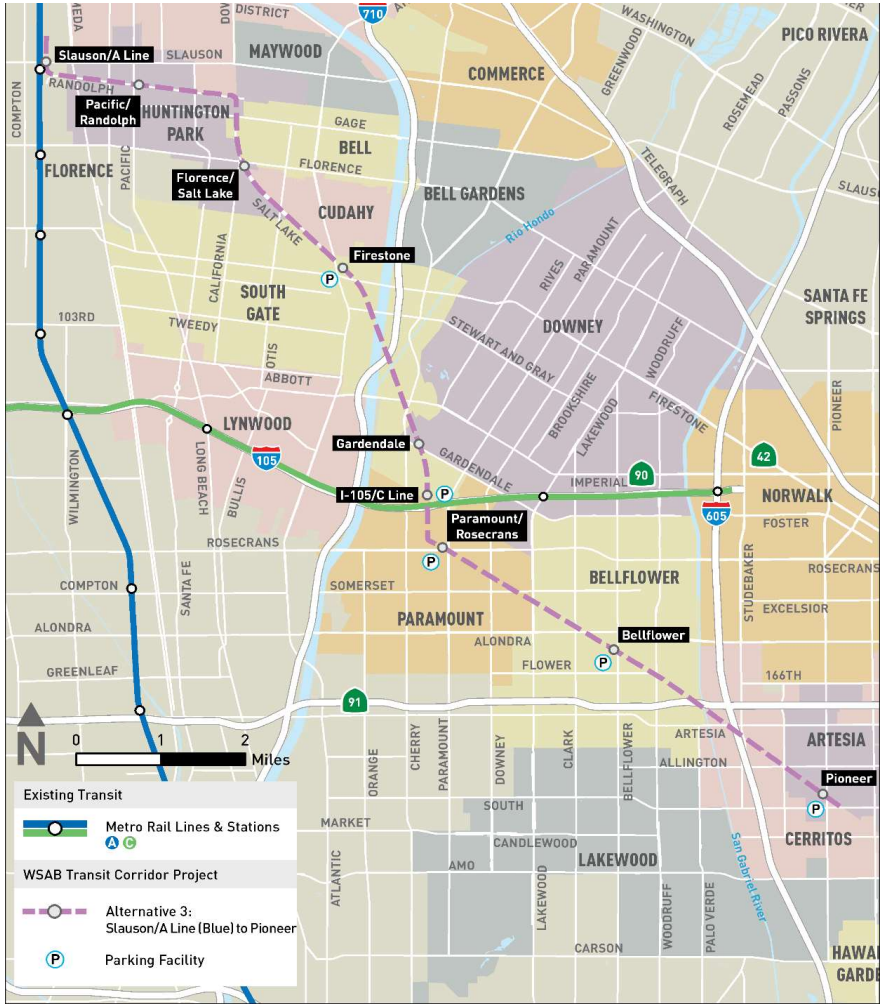 DISTRICT
710
PICO RIVERA
WASHINGTON
GREENWOOD
ROSEMEAD
PASSONS
Slauson/A Line
SLAUSON
MAYWOOD
COMMERCE
RANDOLPH
COMPTON
Pacific/
Randolph
HUNTINGTON
PARK
GAGE
BELL
FLORENCE
FLORENCE
PACIFIC
Florence/
Salt Lake
TELEGRAPH
BELL GARDENS
CUDAHY
SALT LAKE
Rio Hondo
Firestone
P
CALIFORNIA
SOUTH
GATE
RIVES
PARAMOUNT
SANTA FE
SPRINGS
103RD
TWEEDY
OTIS
ABBOTT
STEWART AND GRAY
DOWNEY
WOODRUFF
BROOKSHIRE
LAKEWOOD
FIRESTONE
PIONEER
LYNWOOD
105
Gardendale
GARDENDALE
WILMINGTON
LONG BEACH
BULLIS
I-105/C Line
P
IMPERIAL
90
42
NORWALK
605
FOSTER
Paramount/
Rosecrans
ROSECRANS
P
ROSECRANS
COMPTON
SANTA FE
SOMERSET
BELLFLOWER
STUDEBAKER
EXCELSIOR
PARAMOUNT
ALONDRA
ALONDRA
Bellflower
P
FLOWER
GREENLEAF
166TH
91
N
0 1 2
Miles
ORANGE
CHERRY
PARAMOUNT
DOWNEY
CLARK
BELLFLOWER
ARTESIA
ARTESIA
ALLINGTON
Pioneer
P
CERRITOS
SOUTH
MARKET
CANDLEWOOD
LAKEWOOD
AMO
ATLANTIC
LAKEWOOD
WOODRUFF
PALO VERDE
San Gabriel River
CARSON
Existing Transit
Metro Rail Lines & Stations
A C
WSAB Transit Corridor Project
Alternative 3:
Slauson/A Line (Blue) to Pioneer
P Parking Facility